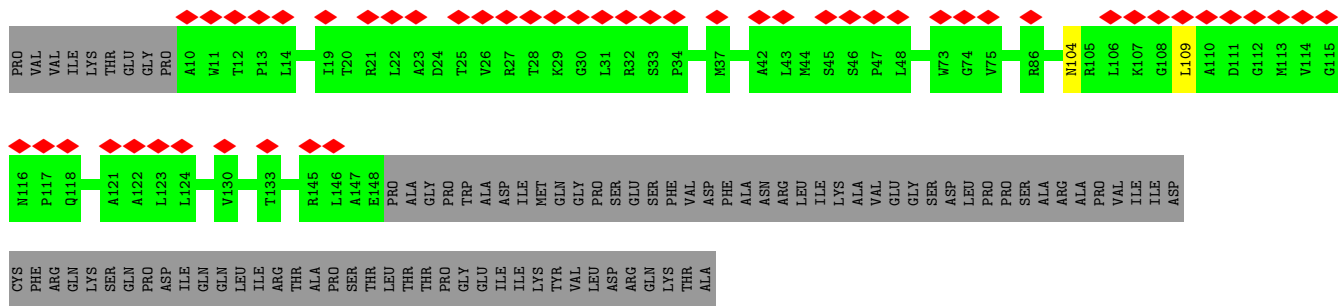 PRO VAL VAL ILE LYS THR GLU GLY PRO A10 W11 T12 P13 L14 I19 T20 R21 L22 A23 D24 T25 V26 R27 T28 K29 G30 L31 R32 S33 P34 M37 A42 L43 M44 S45 S46 P47 L48 W73 G74 V75 R86 N104 R105 L106 K107 G108 L109 A110 D111 G112 M113 V114 G115
N116 P117 Q118 A121 A122 L123 L124 V130 T133 R145 L146 A147 E148 PRO ALA GLY PRO TRP ALA ASP ILE MET GLN GLY PRO SER GLU SER PHE VAL ASP PHE ALA ASN ARG LEU ILE LYS ALA VAL GLU GLY SER ASP LEU PRO PRO SER ALA ARG ALA PRO VAL ILE ILE ASP
CYS PHE ARG GLN LYS SER GLN PRO ASP ILE GLN GLN LEU ILE ARG THR ALA PRO SER THR LEU THR THR PRO GLY GLU ILE ILE LYS TYR VAL LEU ASP ARG GLN LYS THR ALA